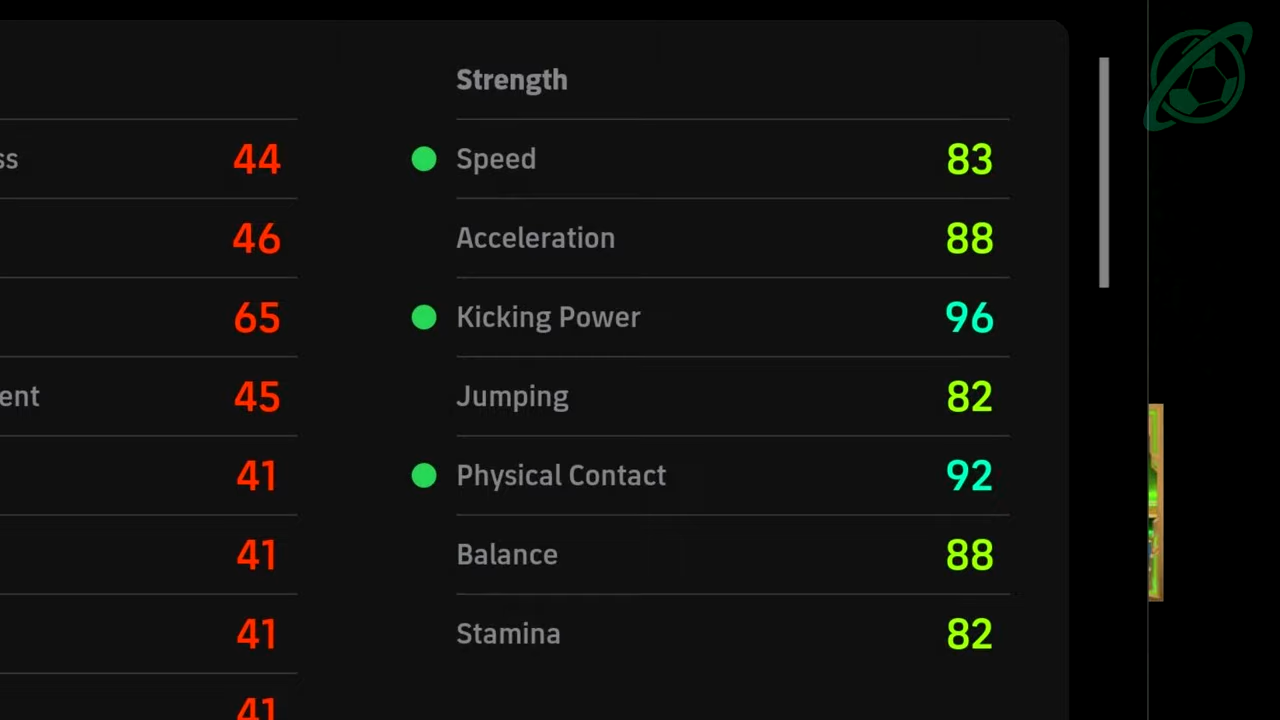 Strength
ss 44
Speed 83
46
Acceleration 88
65
Kicking Power 96
ent 45
Jumping 82
41
Physical Contact 92
41
Balance 88
41
Stamina 82
41